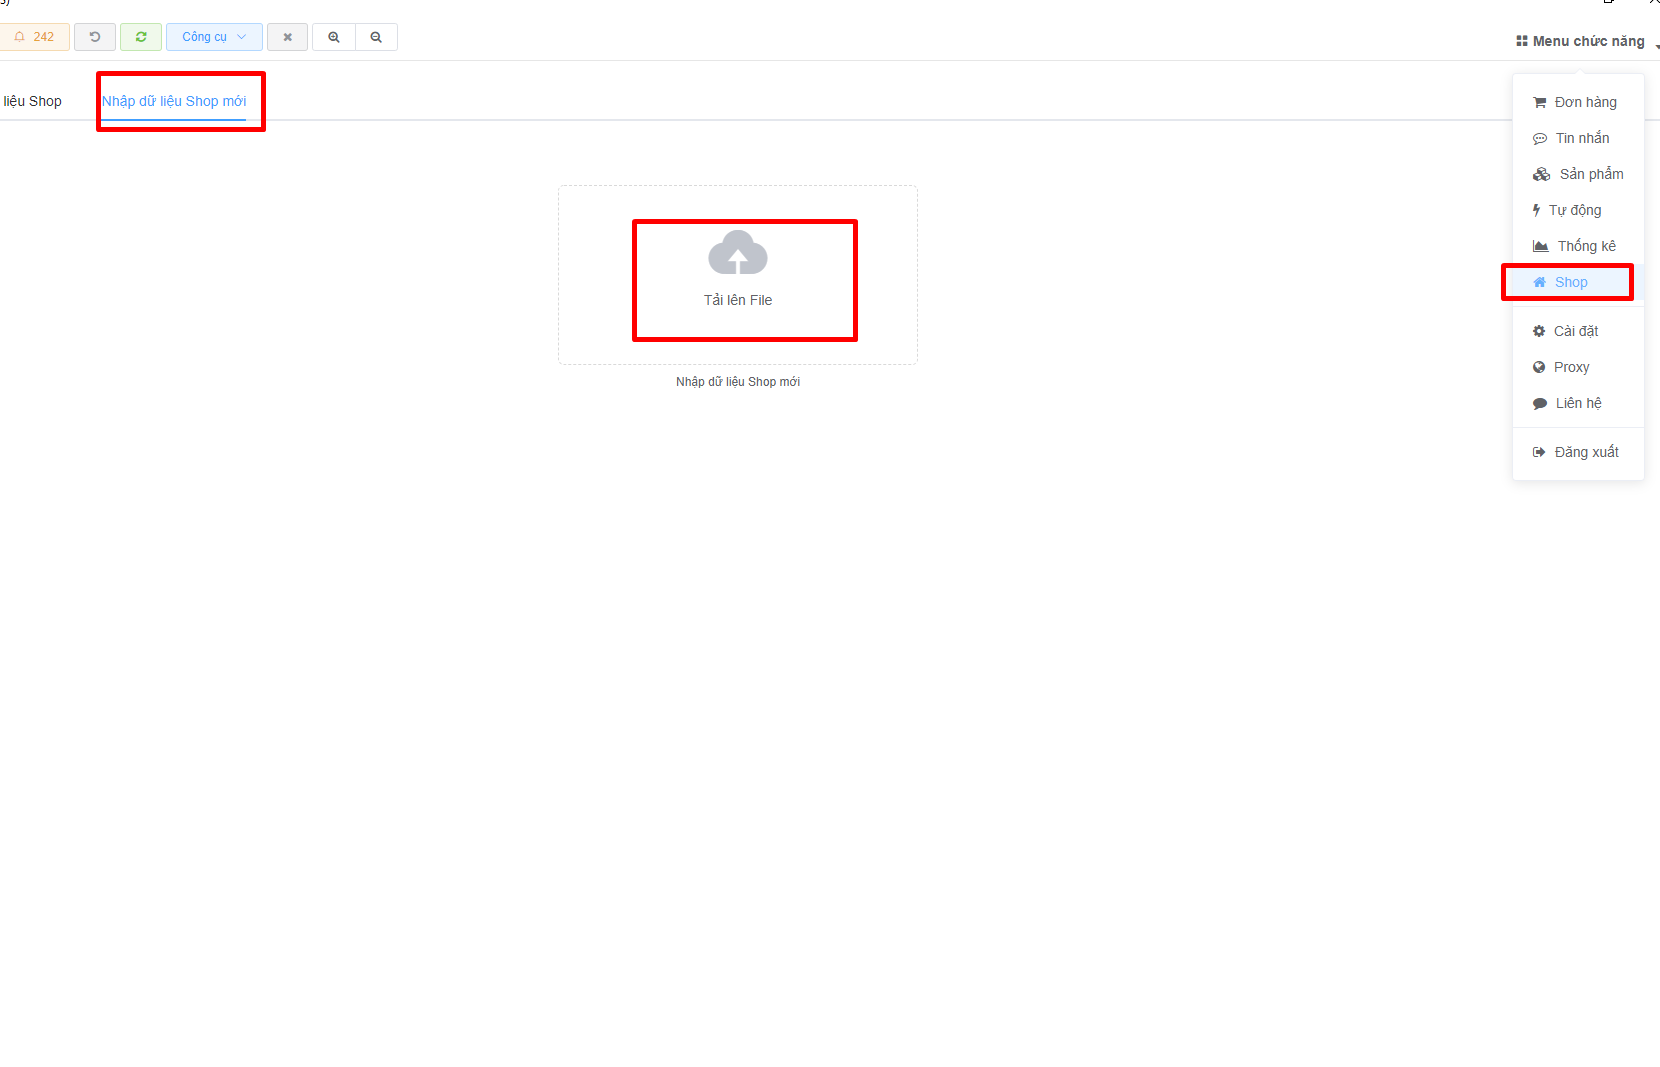 242
Công cụ
Menu chức năng
liệu Shop
Nhập dữ liệu Shop mới
Đơn hàng
Tin nhắn
Sản phẩm
Tự động
Thống kê
Shop
Cài đặt
Proxy
Liên hệ
Đăng xuất
Tải lên File
Nhập dữ liệu Shop mới